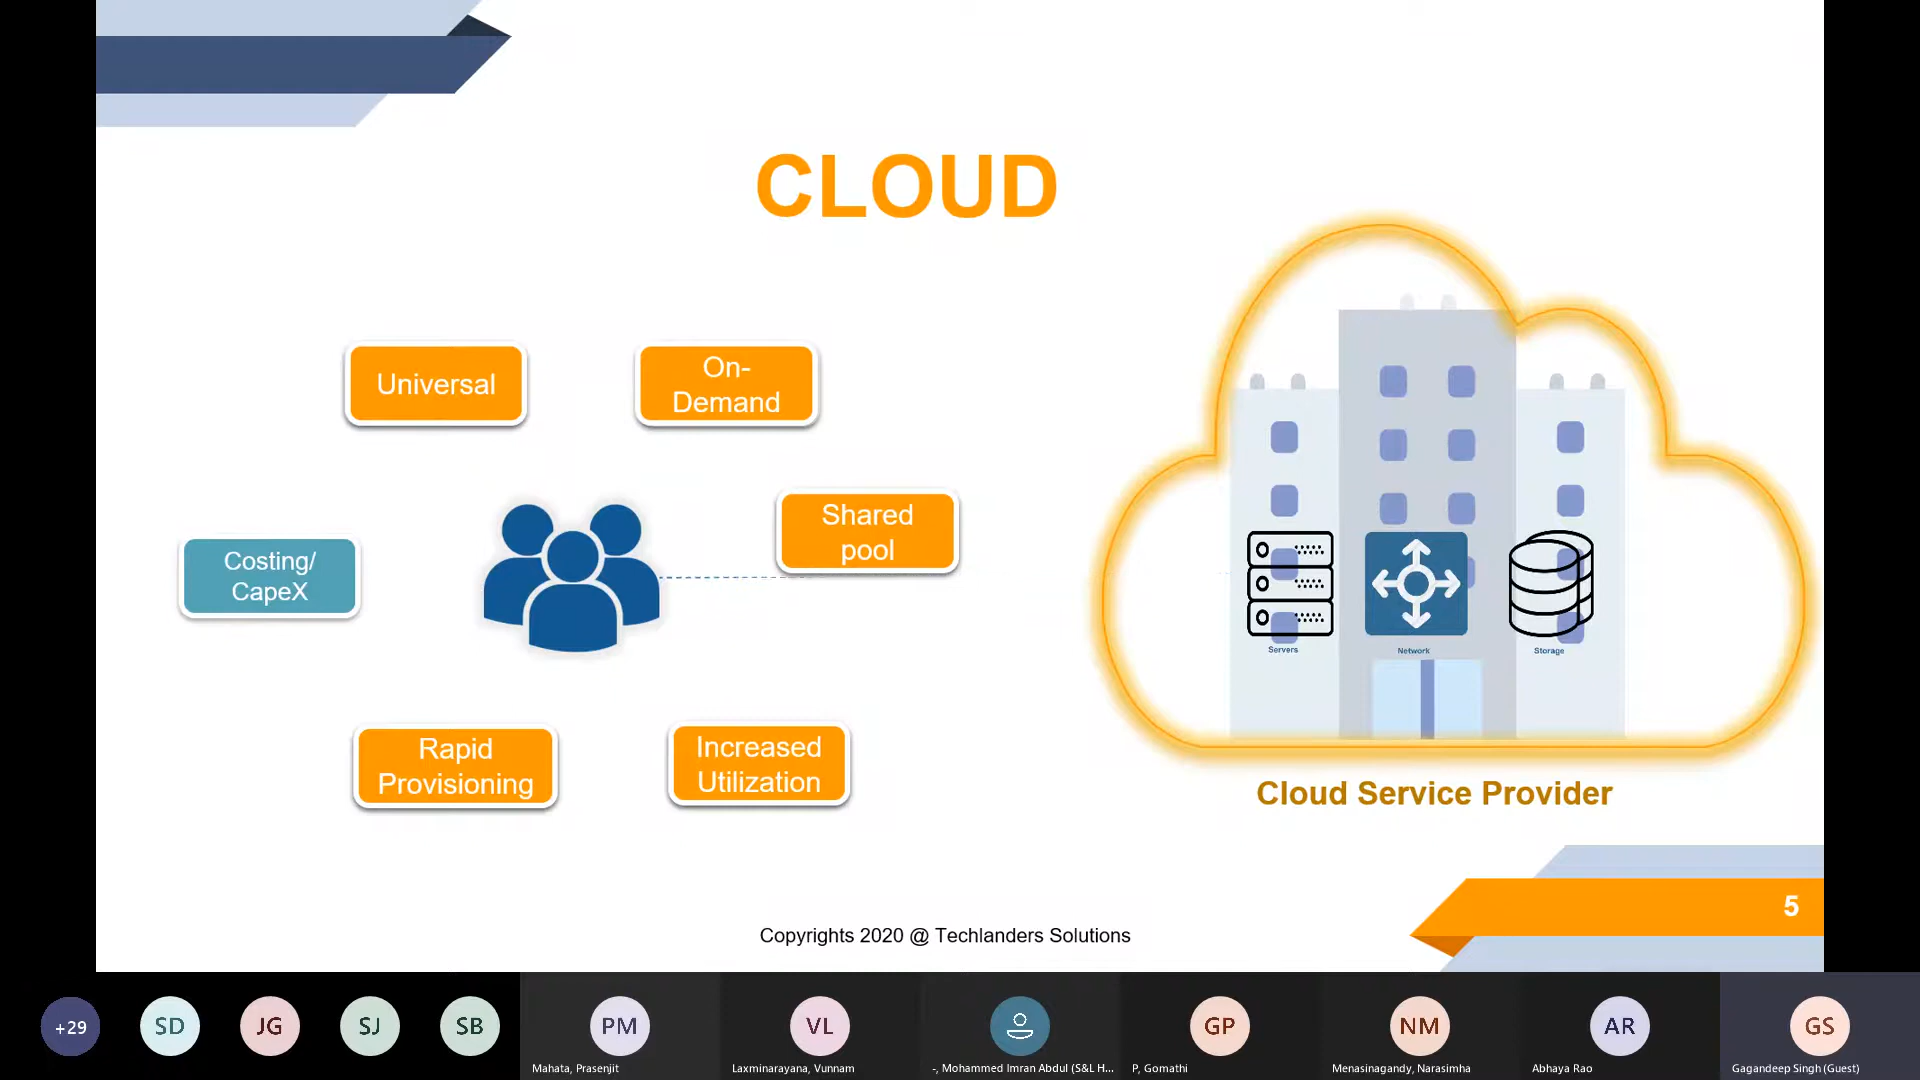 CLOUD
Universal
On-
Demand
Shared
pool
Costing/
CapeX
Servers
Network
Storage
Rapid
Provisioning
Increased
Utilization
Cloud Service Provider
5
Copyrights 2020 @ Techlanders Solutions
+29
SD
JG
SJ
SB
PM
VL
GP
NM
AR
GS
Mahata, Prasenjit
Laxminarayana, Vunnam
-, Mohammed Imran Abdul (S&L H...
P, Gomathi
Menasinagandy, Narasimha
Abhaya Rao
Gagandeep Singh (Guest)